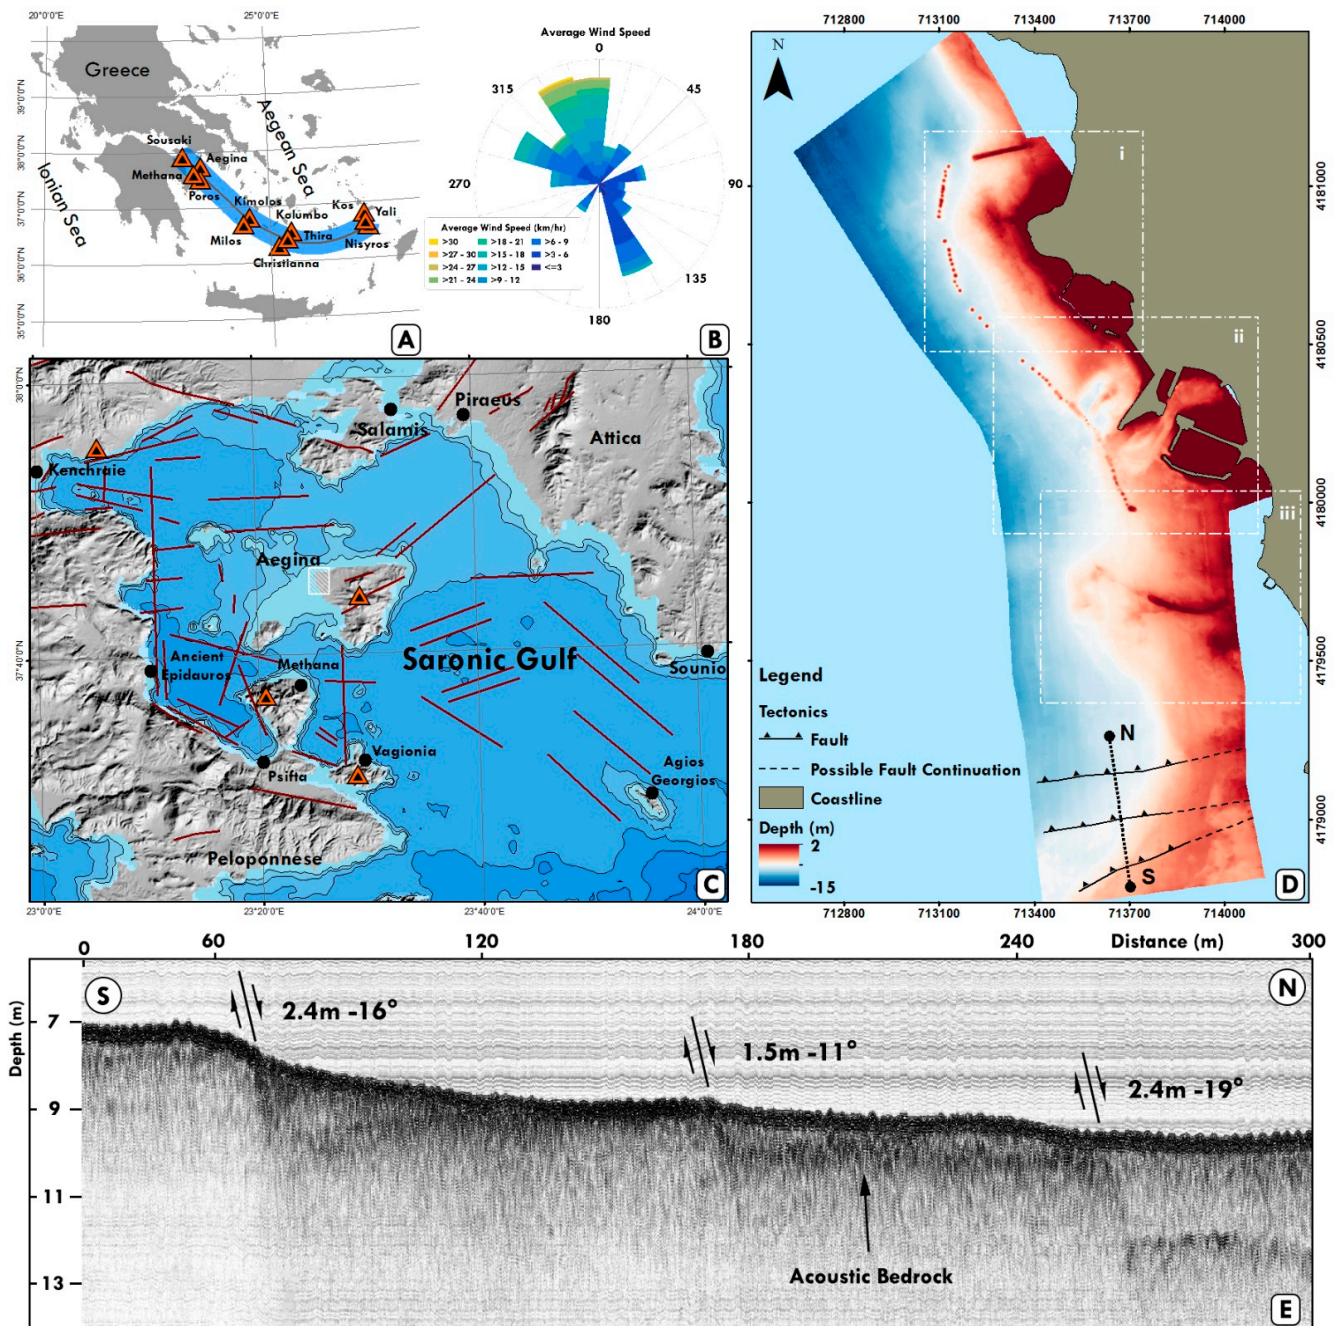 20°0'0"E
25°0'0"E
Greece
39°0'0"N
38°0'0"N
37°0'0"N
36°0'0"N
35°0'0"N
Aegean Sea
Ionian Sea
Sousaki
Aegina
Methana
Poros
Kimolos
Kolumbo
Kos
Yali
Milos
Thira
Nisyros
Christianna
A
Average Wind Speed
0
315
45
270
90
135
180
Average Wind Speed (km/hr)
>30
>27 - 30
>24 - 27
>21 - 24
>18 - 21
>15 - 18
>12 - 15
>9 - 12
>6 - 9
>3 - 6
<=3
B
38°0'0"N
37°40'0"N
Piraeus
Salamis
Attica
Kenchraie
Aegina
Saronic Gulf
Ancient
Epidauros
Methana
Sounio
Vagionia
Psifta
Agios
Georgios
Peloponnese
C
23°0'0"E
23°20'0"E
23°40'0"E
24°0'0"E
712800
713100
713400
713700
714000
N
i
ii
iii
4181000
4180500
4180000
4179500
4179000
Legend
Tectonics
Fault
Possible Fault Continuation
Coastline
Depth (m)
2
-15
N
S
D
712800
713100
713400
713700
714000
0
60
120
180
240
Distance (m)
300
S
N
Depth (m)
7
9
11
13
2.4m -16°
1.5m -11°
2.4m -19°
Acoustic Bedrock
E